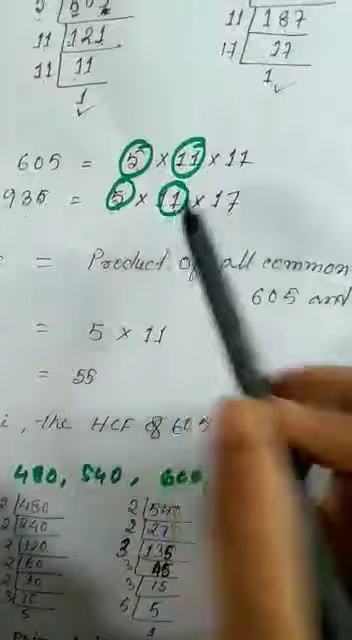 11 | 121
11 | 11
1
11 | 187
17 | 17
1
605 = 5 × 11 × 11
935 = 5 × 11 × 17
= Product of all common
605 and
= 5 × 11
= 55
, the HCF of 605
480, 540, 600,
2 | 480
2 | 240
2 | 120
2 | 60
2 | 30
3 | 15
5
2 | 540
2 | 27
3 | 135
3 | 45
3 | 15
5 | 5
1